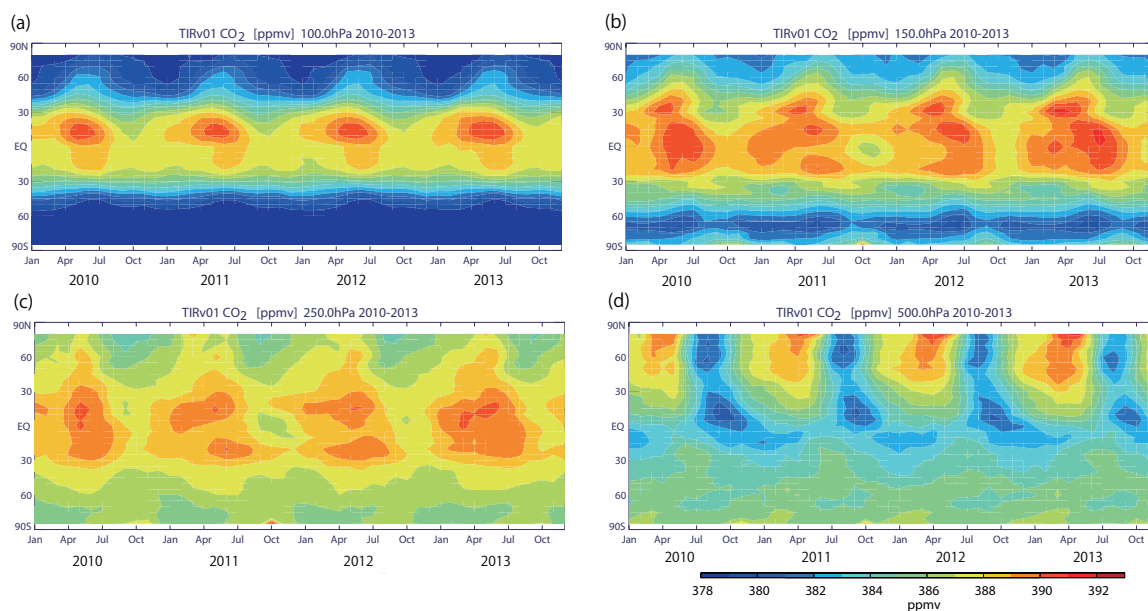 (a)
TIRv01 CO2 [ppmv] 100.0hPa 2010-2013
90N
60
30
EQ
30
60
90S
Jan Apr Jul Oct Jan Apr Jul Oct Jan Apr Jul Oct Jan Apr Jul Oct
2010 2011 2012 2013
(b)
TIRv01 CO2 [ppmv] 150.0hPa 2010-2013
90N
60
30
EQ
30
60
90S
Jan Apr Jul Oct Jan Apr Jul Oct Jan Apr Jul Oct Jan Apr Jul Oct
2010 2011 2012 2013
(c)
TIRv01 CO2 [ppmv] 250.0hPa 2010-2013
90N
60
30
EQ
30
60
90S
Jan Apr Jul Oct Jan Apr Jul Oct Jan Apr Jul Oct Jan Apr Jul Oct
2010 2011 2012 2013
(d)
TIRv01 CO2 [ppmv] 500.0hPa 2010-2013
90N
60
30
EQ
30
60
90S
Jan Apr Jul Oct Jan Apr Jul Oct Jan Apr Jul Oct Jan Apr Jul Oct
2010 2011 2012 2013
378 380 382 384 386 388 390 392
ppmv